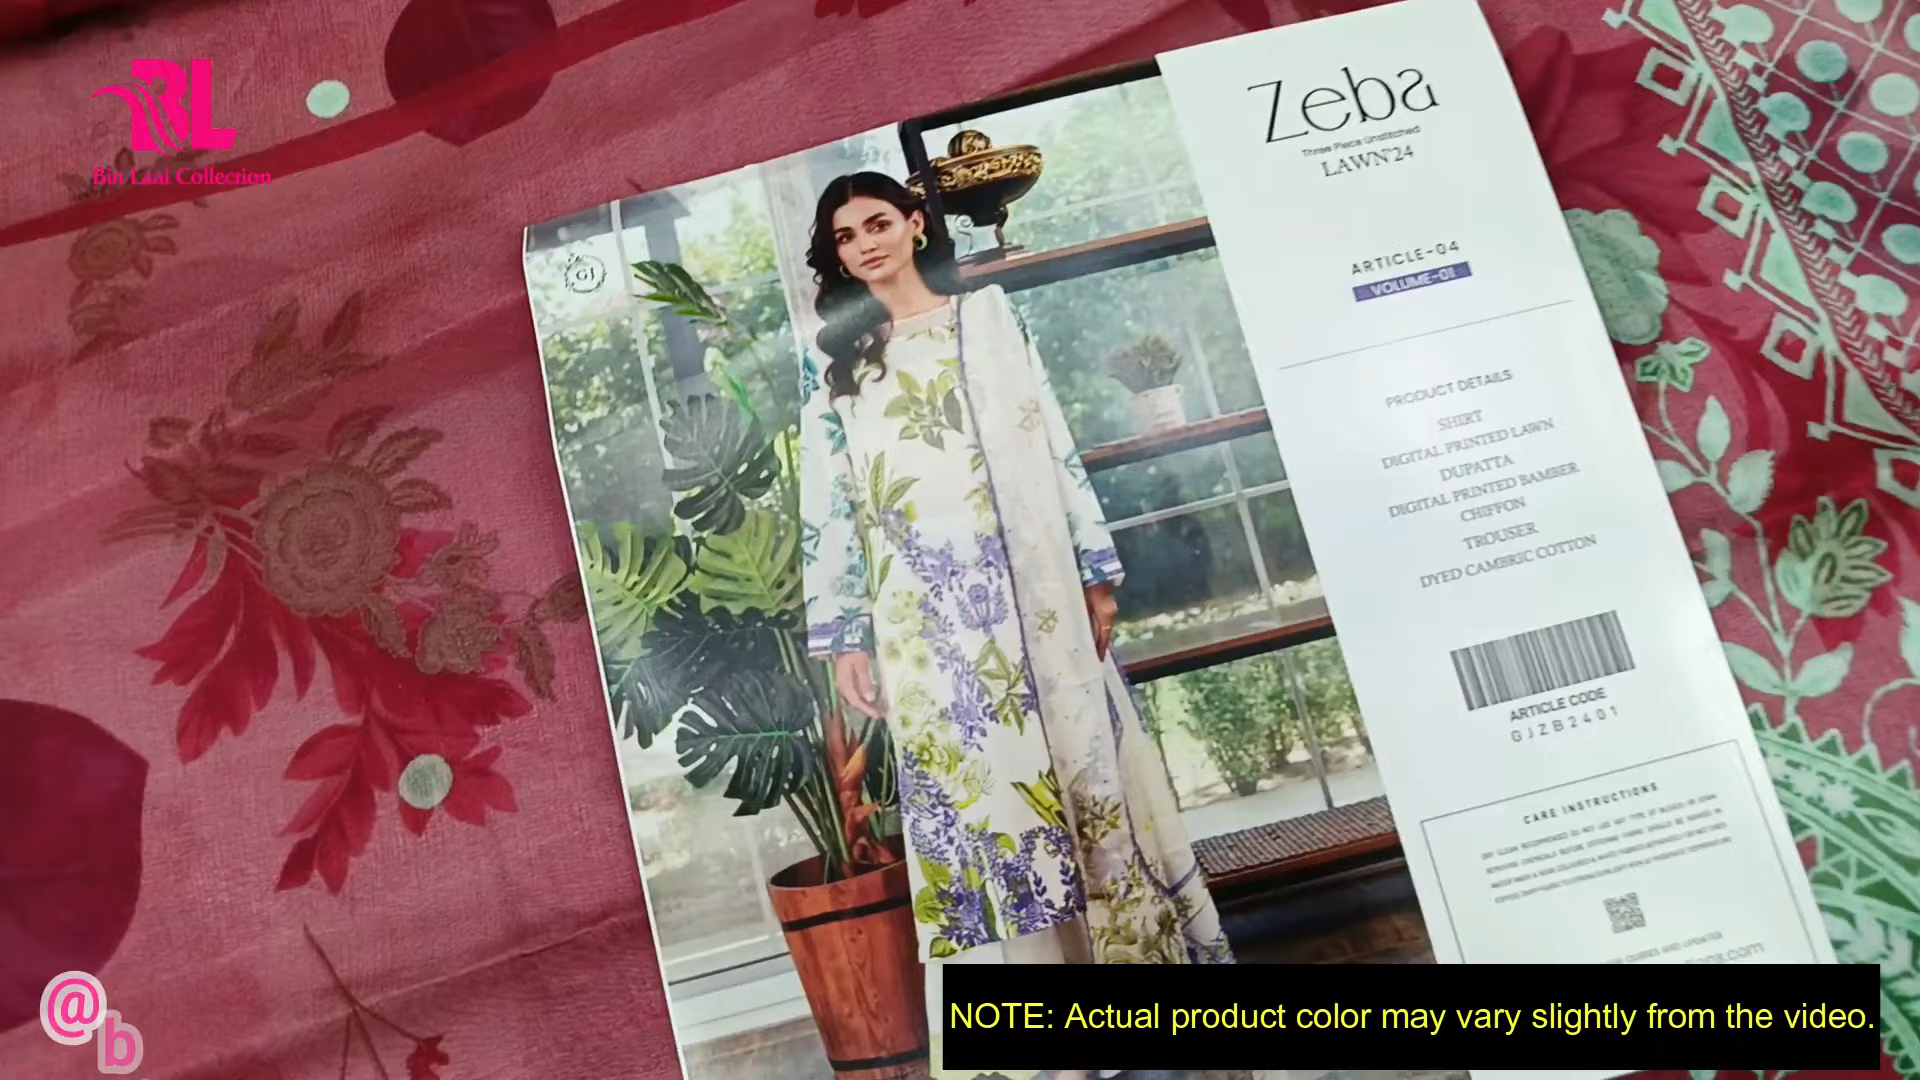 BL
Bin Laal Collection
GJ
Zeba
Three Piece Unstitched
LAWN'24
ARTICLE-04
VOLUME-01
PRODUCT DETAILS
SHIRT
DIGITAL PRINTED LAWN
DUPATTA
DIGITAL PRINTED BAMBER
CHIFFON
TROUSER
DYED CAMBRIC COTTON
ARTICLE CODE
GJZB2401
CARE INSTRUCTIONS
@b
NOTE: Actual product color may vary slightly from the video.